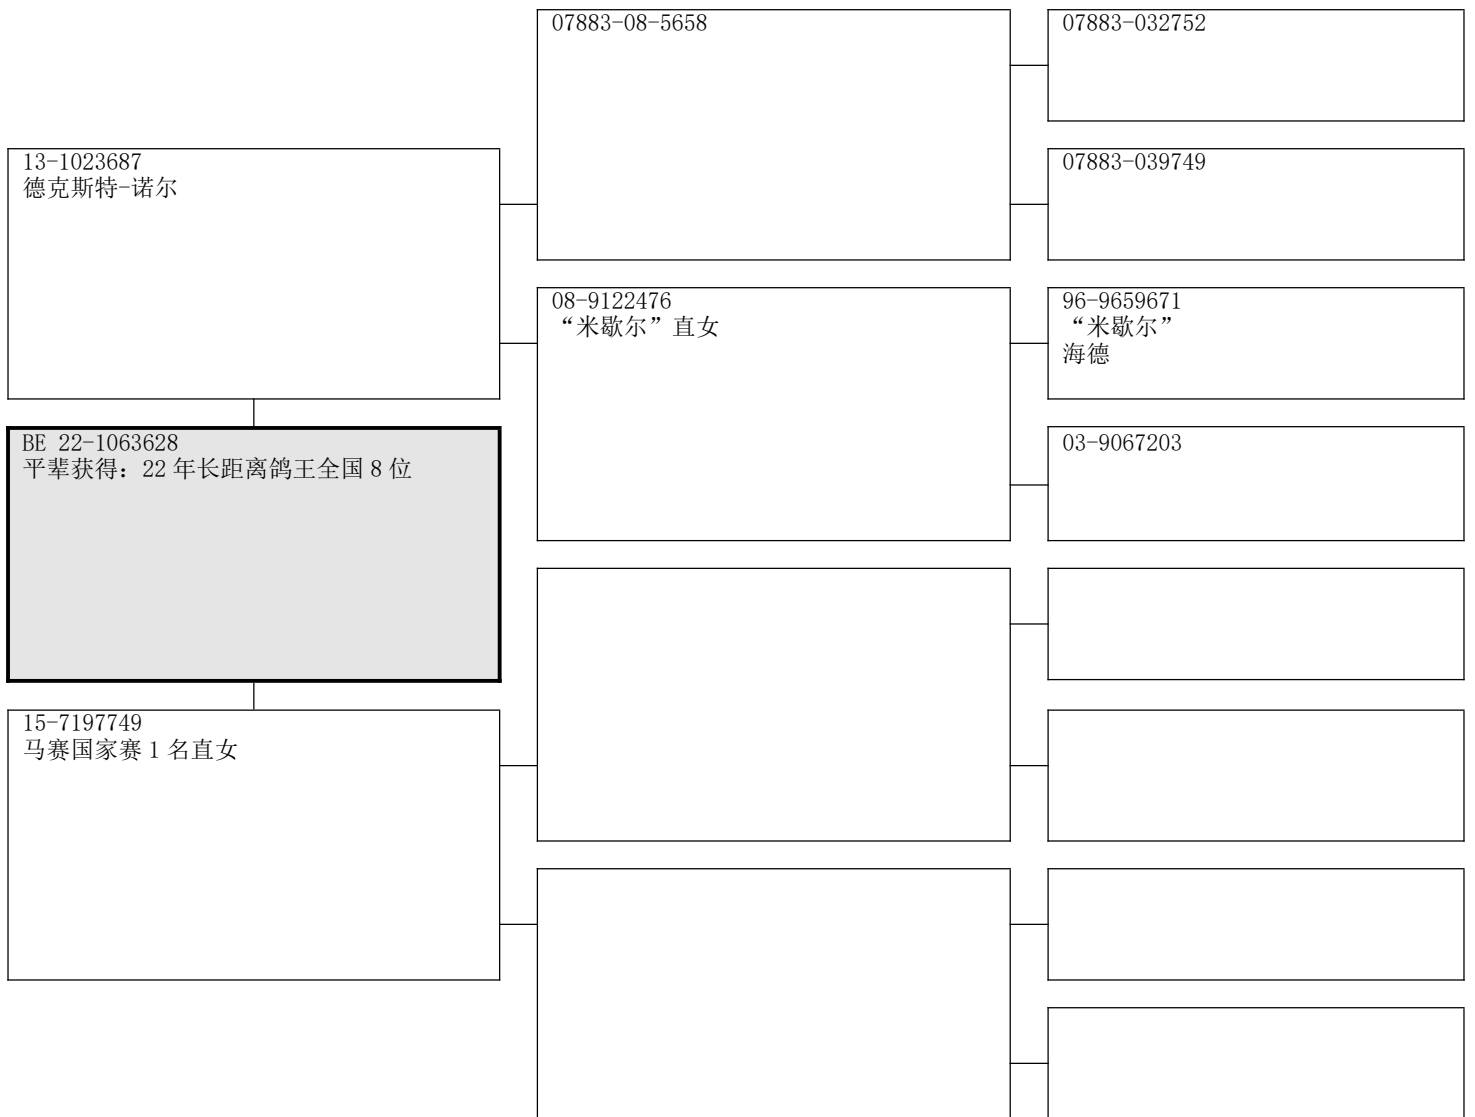 07883-08-5658
07883-032752
13-1023687
德克斯特-诺尔
07883-039749
08-9122476
“米歇尔”直女
96-9659671
“米歇尔”
海德
BE 22-1063628
平辈获得：22 年长距离鸽王全国 8 位
03-9067203
15-7197749
马赛国家赛 1 名直女